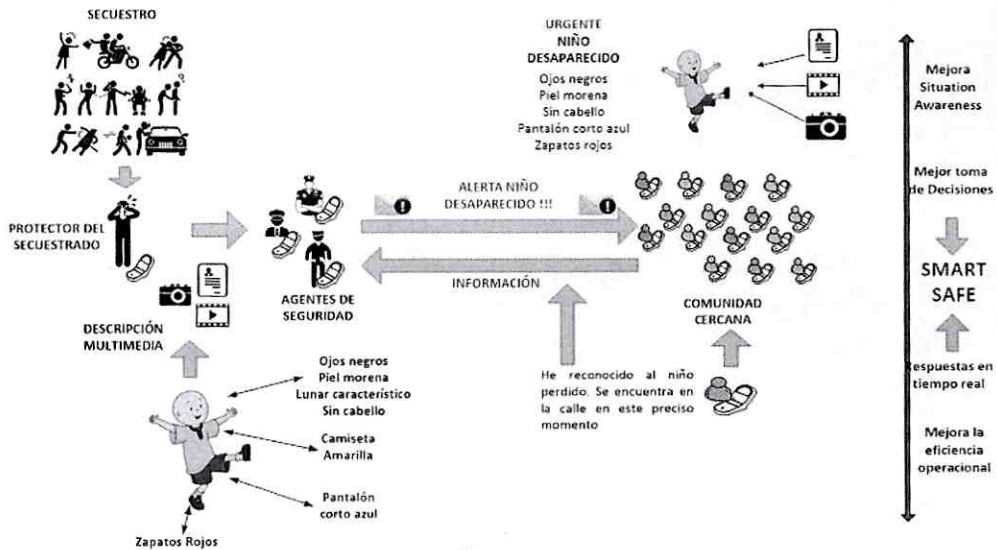 SECUESTRO
PROTECTOR DEL
SECUESTRADO
DESCRIPCIÓN
MULTIMEDIA
Ojos negros
Piel morena
Lunar característico
Sin cabello
Camiseta
Amarilla
Pantalón
corto azul
Zapatos Rojos
AGENTES DE
SEGURIDAD
ALERTA NIÑO
DESAPARECIDO !!!
INFORMACIÓN
URGENTE
NIÑO
DESAPARECIDO
Ojos negros
Piel morena
Sin cabello
Pantalón corto azul
Zapatos rojos
COMUNIDAD
CERCANA
He reconocido al niño
perdido. Se encuentra en
la calle en este preciso
momento
Mejora
Situation
Awareness
Mejor toma
de Decisiones
SMART
SAFE
Respuestas en
tiempo real
Mejora la
eficiencia
operacional